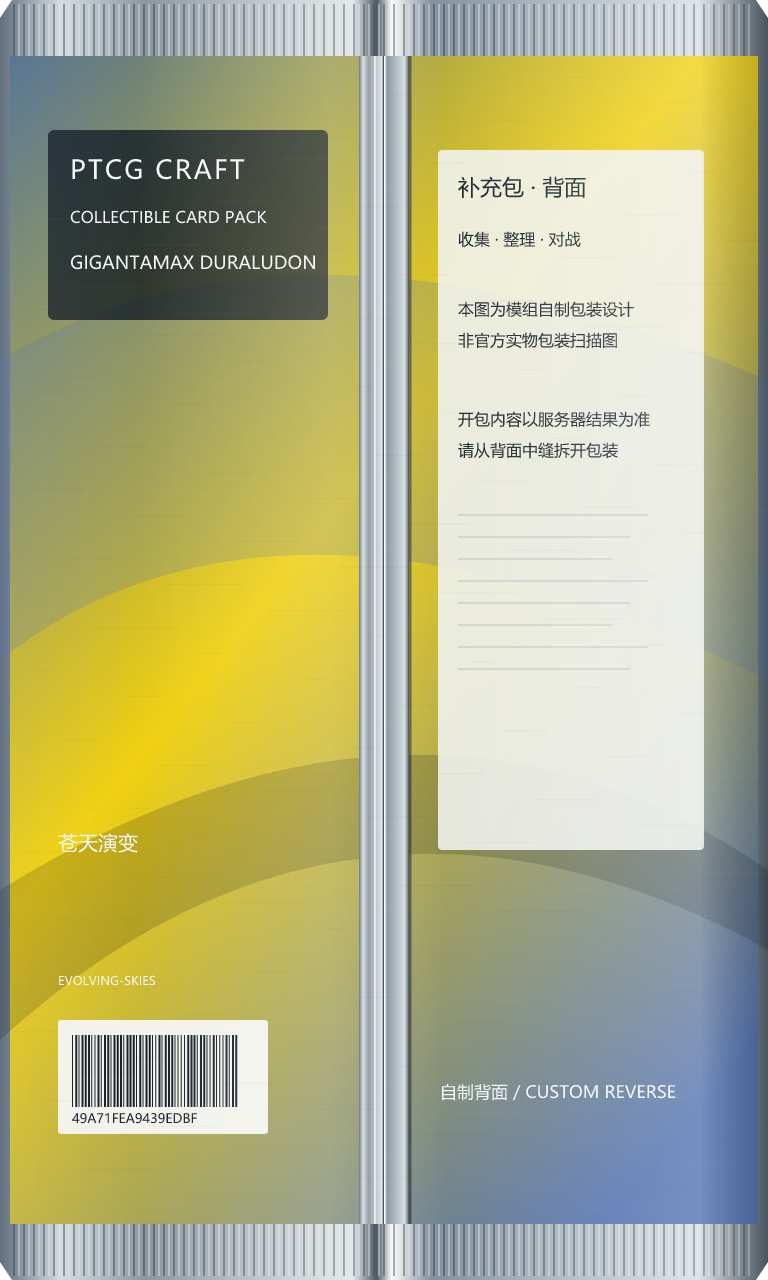 PTCG CRAFT
COLLECTIBLE CARD PACK
GIGANTAMAX DURALUDON
苍天演变
EVOLVING-SKIES
49A71FEA9439EDBF
补充包 · 背面
收集 · 整理 · 对战
本图为模组自制包装设计
非官方实物包装扫描图
开包内容以服务器结果为准
请从背面中缝拆开包装
自制背面 / CUSTOM REVERSE